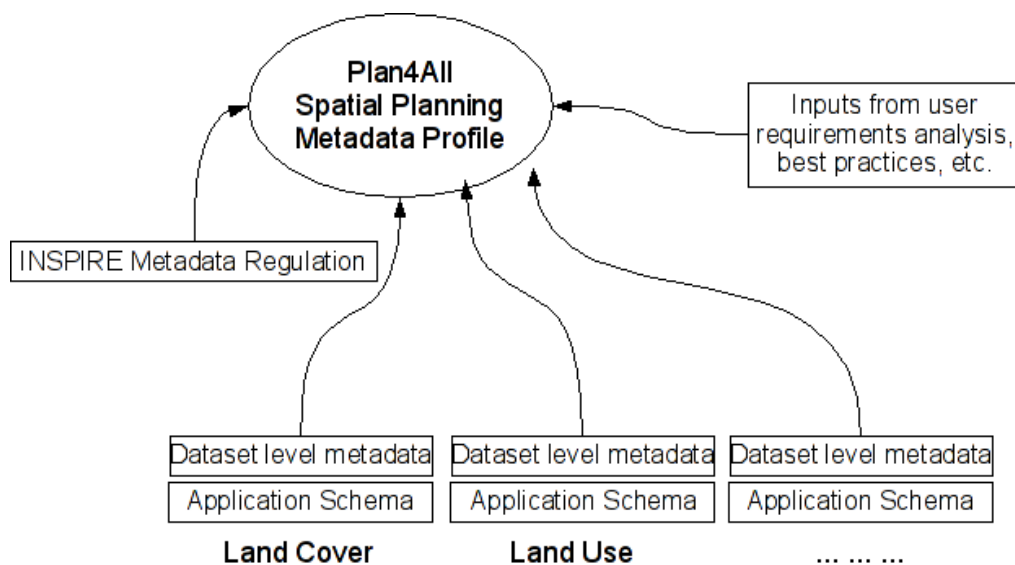 Plan4All
Spatial Planning
Metadata Profile
Inputs from user
requirements analysis,
best practices, etc.
INSPIRE Metadata Regulation
Dataset level metadata
Application Schema
Land Cover
Dataset level metadata
Application Schema
Land Use
Dataset level metadata
Application Schema
... ... ...